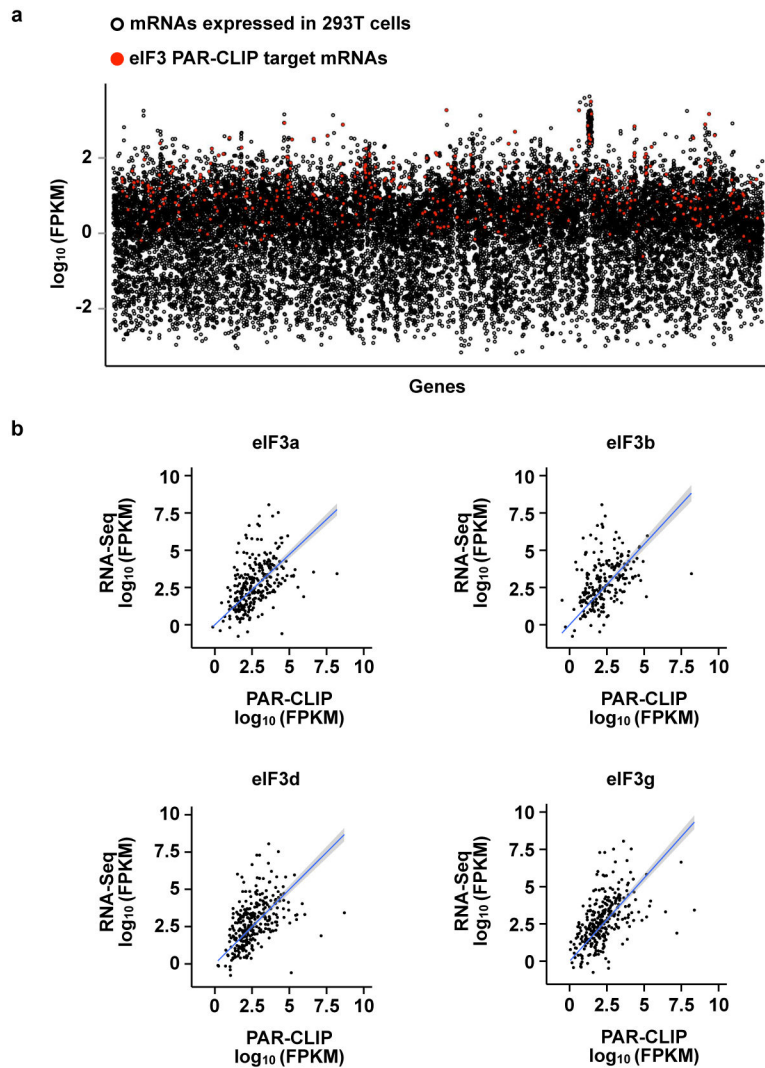 a
mRNAs expressed in 293T cells
eIF3 PAR-CLIP target mRNAs
log₁₀ (FPKM)
2
0
-2
Genes
b
eIF3a
RNA-Seq
log₁₀ (FPKM)
10
7.5
5
2.5
0
0 2.5 5 7.5 10
PAR-CLIP
log₁₀ (FPKM)
eIF3b
RNA-Seq
log₁₀ (FPKM)
10
7.5
5
2.5
0
0 2.5 5 7.5 10
PAR-CLIP
log₁₀ (FPKM)
eIF3d
RNA-Seq
log₁₀ (FPKM)
10
7.5
5
2.5
0
0 2.5 5 7.5 10
PAR-CLIP
log₁₀ (FPKM)
eIF3g
RNA-Seq
log₁₀ (FPKM)
10
7.5
5
2.5
0
0 2.5 5 7.5 10
PAR-CLIP
log₁₀ (FPKM)